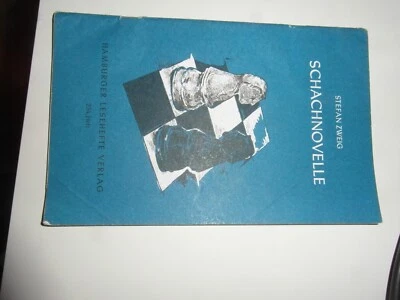 STEFAN ZWEIG
SCHACHNOVELLE
HAMBURGER LESEHEFTE VERLAG